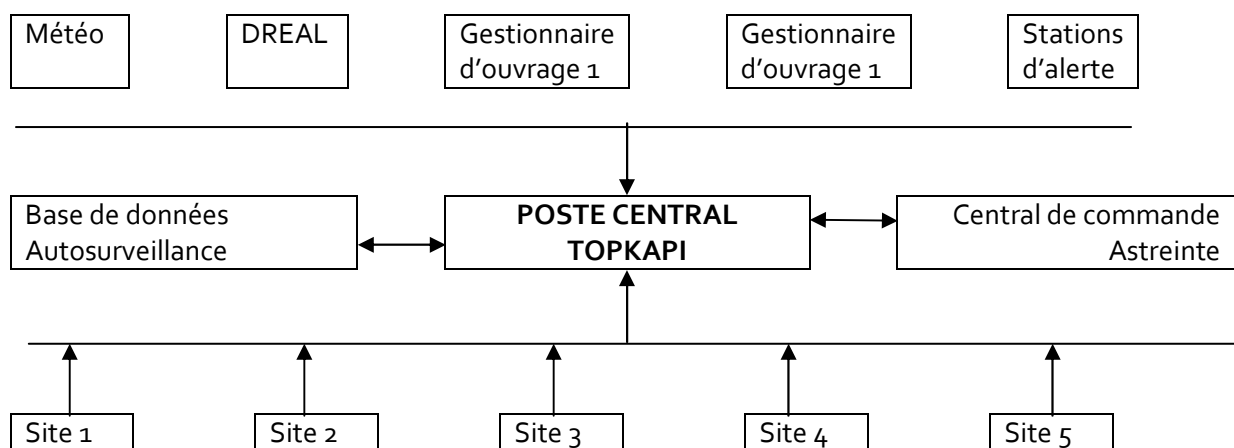 Météo
DREAL
Gestionnaire
d'ouvrage 1
Gestionnaire
d'ouvrage 1
Stations
d'alerte
Base de données
Autosurveillance
POSTE CENTRAL
TOPKAPI
Central de commande
Astreinte
Site 1
Site 2
Site 3
Site 4
Site 5